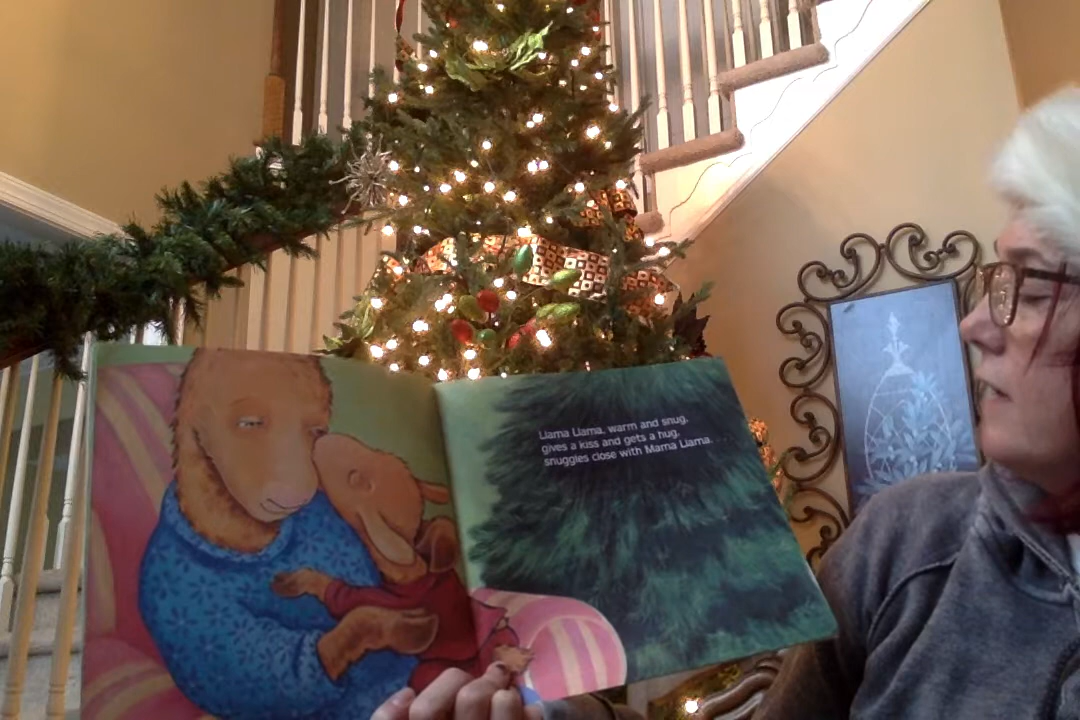 Llama Llama, warm and snug,
gives a kiss and gets a hug,
snuggles close with Mama Llama. . . .